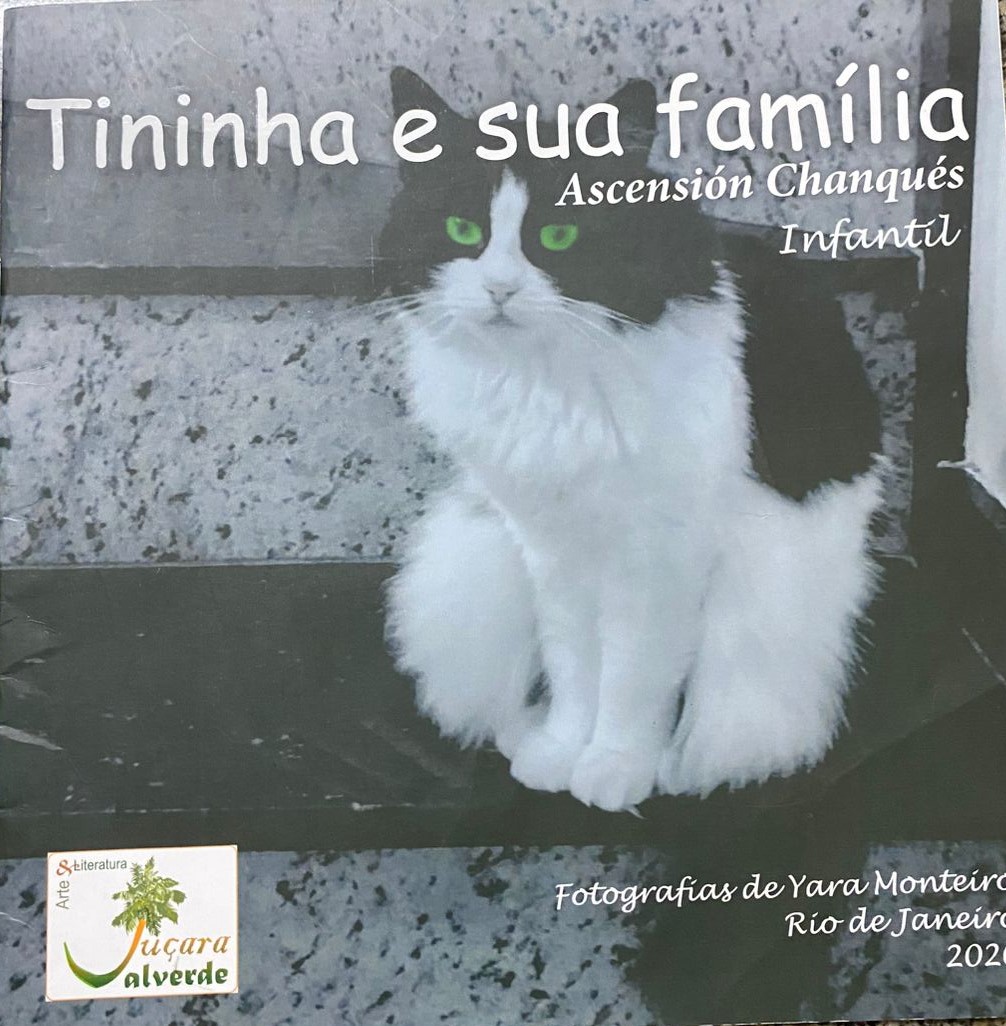 Tininha e sua família
Ascensión Chanqués
Infantil
Arte & Literatura
Juçara
Valverde
Fotografias de Yara Monteiro
Rio de Janeiro
2020